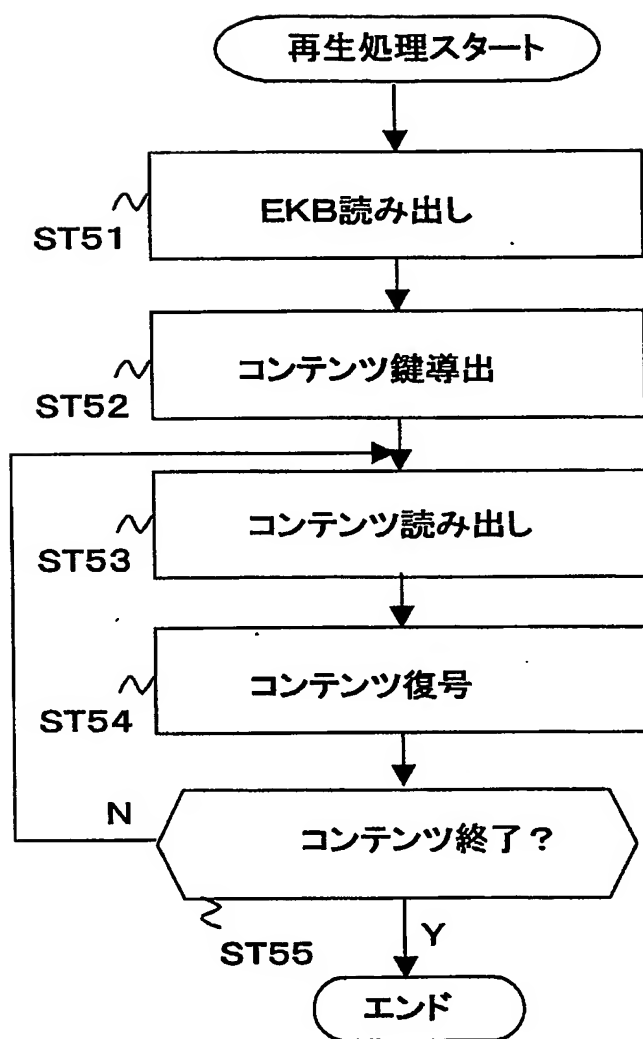 再生処理スタート
EKB読み出し
ST51
コンテンツ鍵導出
ST52
コンテンツ読み出し
ST53
コンテンツ復号
ST54
N
コンテンツ終了?
ST55
Y
エンド